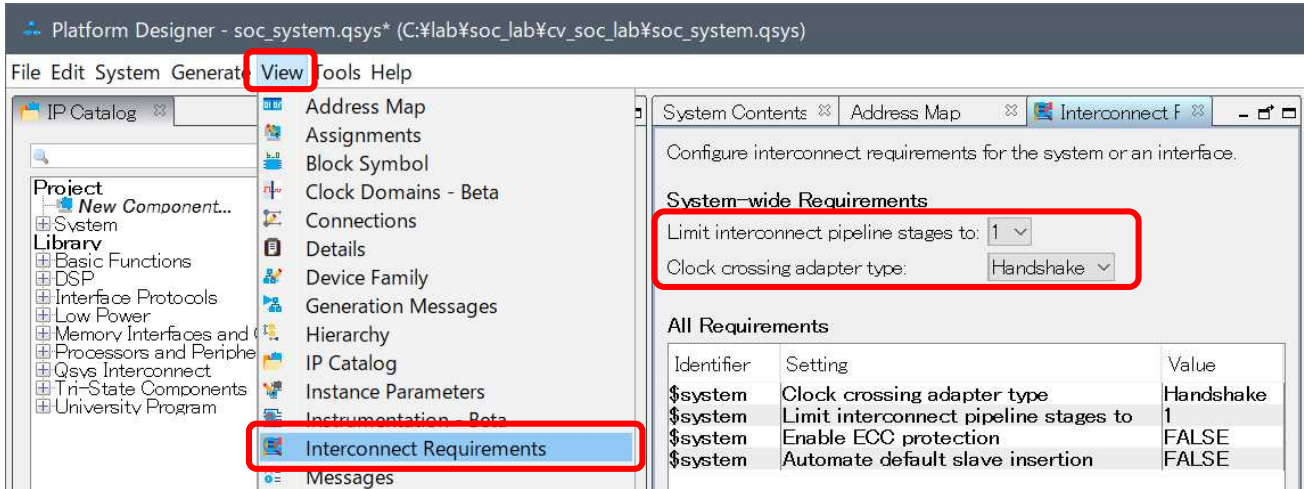 Platform Designer - soc_system.qsys* (C:¥lab¥soc_lab¥cv_soc_lab¥soc_system.qsys)
File Edit System Generate View Tools Help
IP Catalog
Project
New Component...
System
Library
Basic Functions
DSP
Interface Protocols
Low Power
Memory Interfaces and
Processors and Periphe
Qsys Interconnect
Tri-State Components
University Program
Address Map
Assignments
Block Symbol
Clock Domains - Beta
Connections
Details
Device Family
Generation Messages
Hierarchy
IP Catalog
Instance Parameters
Instrumentation - Beta
Interconnect Requirements
Messages
System Contents Address Map Interconnect
Configure interconnect requirements for the system or an interface.
System-wide Requirements
Limit interconnect pipeline stages to: 1
Clock crossing adapter type: Handshake
All Requirements
Identifier Setting Value
$system Clock crossing adapter type Handshake
$system Limit interconnect pipeline stages to 1
$system Enable ECC protection FALSE
$system Automate default slave insertion FALSE